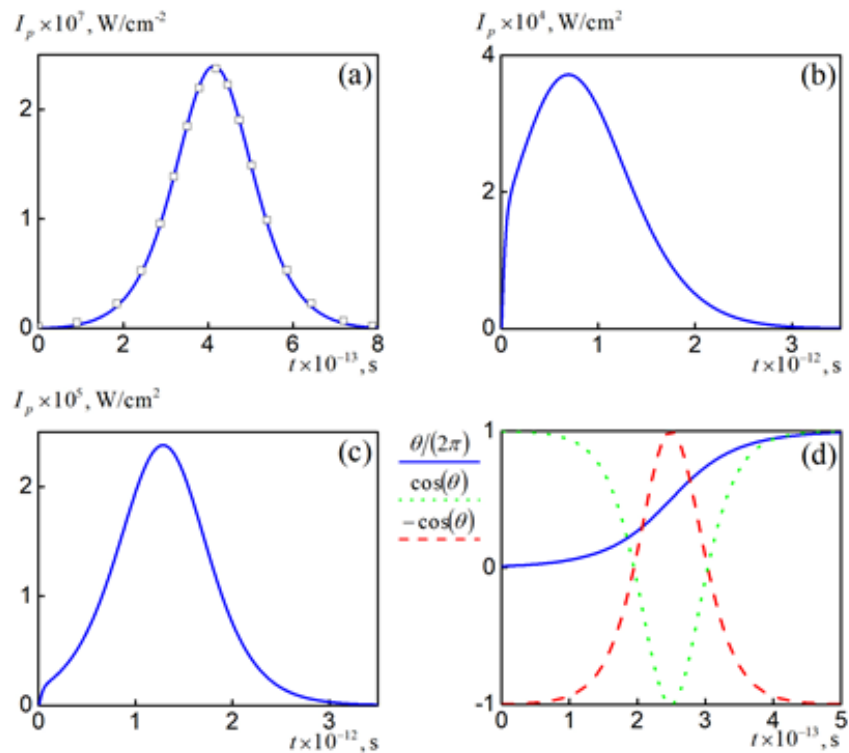 I_p ×10^7, W/cm^-2
(a)
2
1
0
0 2 4 6 8
t×10^-13, s
I_p ×10^4, W/cm^2
(b)
4
2
0
0 1 2 3
t×10^-12, s
I_p ×10^5, W/cm^2
(c)
2
1
0
0 1 2 3
t×10^-12, s
θ/(2π)
cos(θ)
−cos(θ)
(d)
1
0
-1
0 1 2 3 4 5
t×10^-13, s